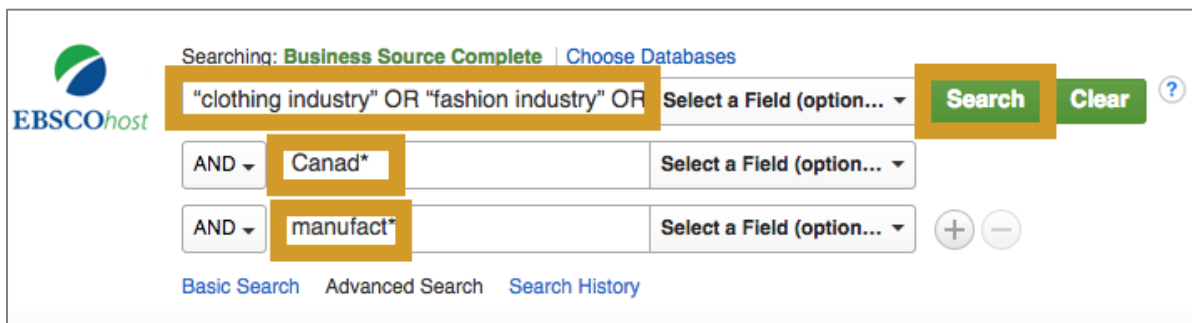 Searching: Business Source Complete | Choose Databases
EBSCOhost
“clothing industry” OR “fashion industry” OR Select a Field (option... Search Clear ?
AND Canad* Select a Field (option...
AND manufact* Select a Field (option... + −
Basic Search Advanced Search Search History